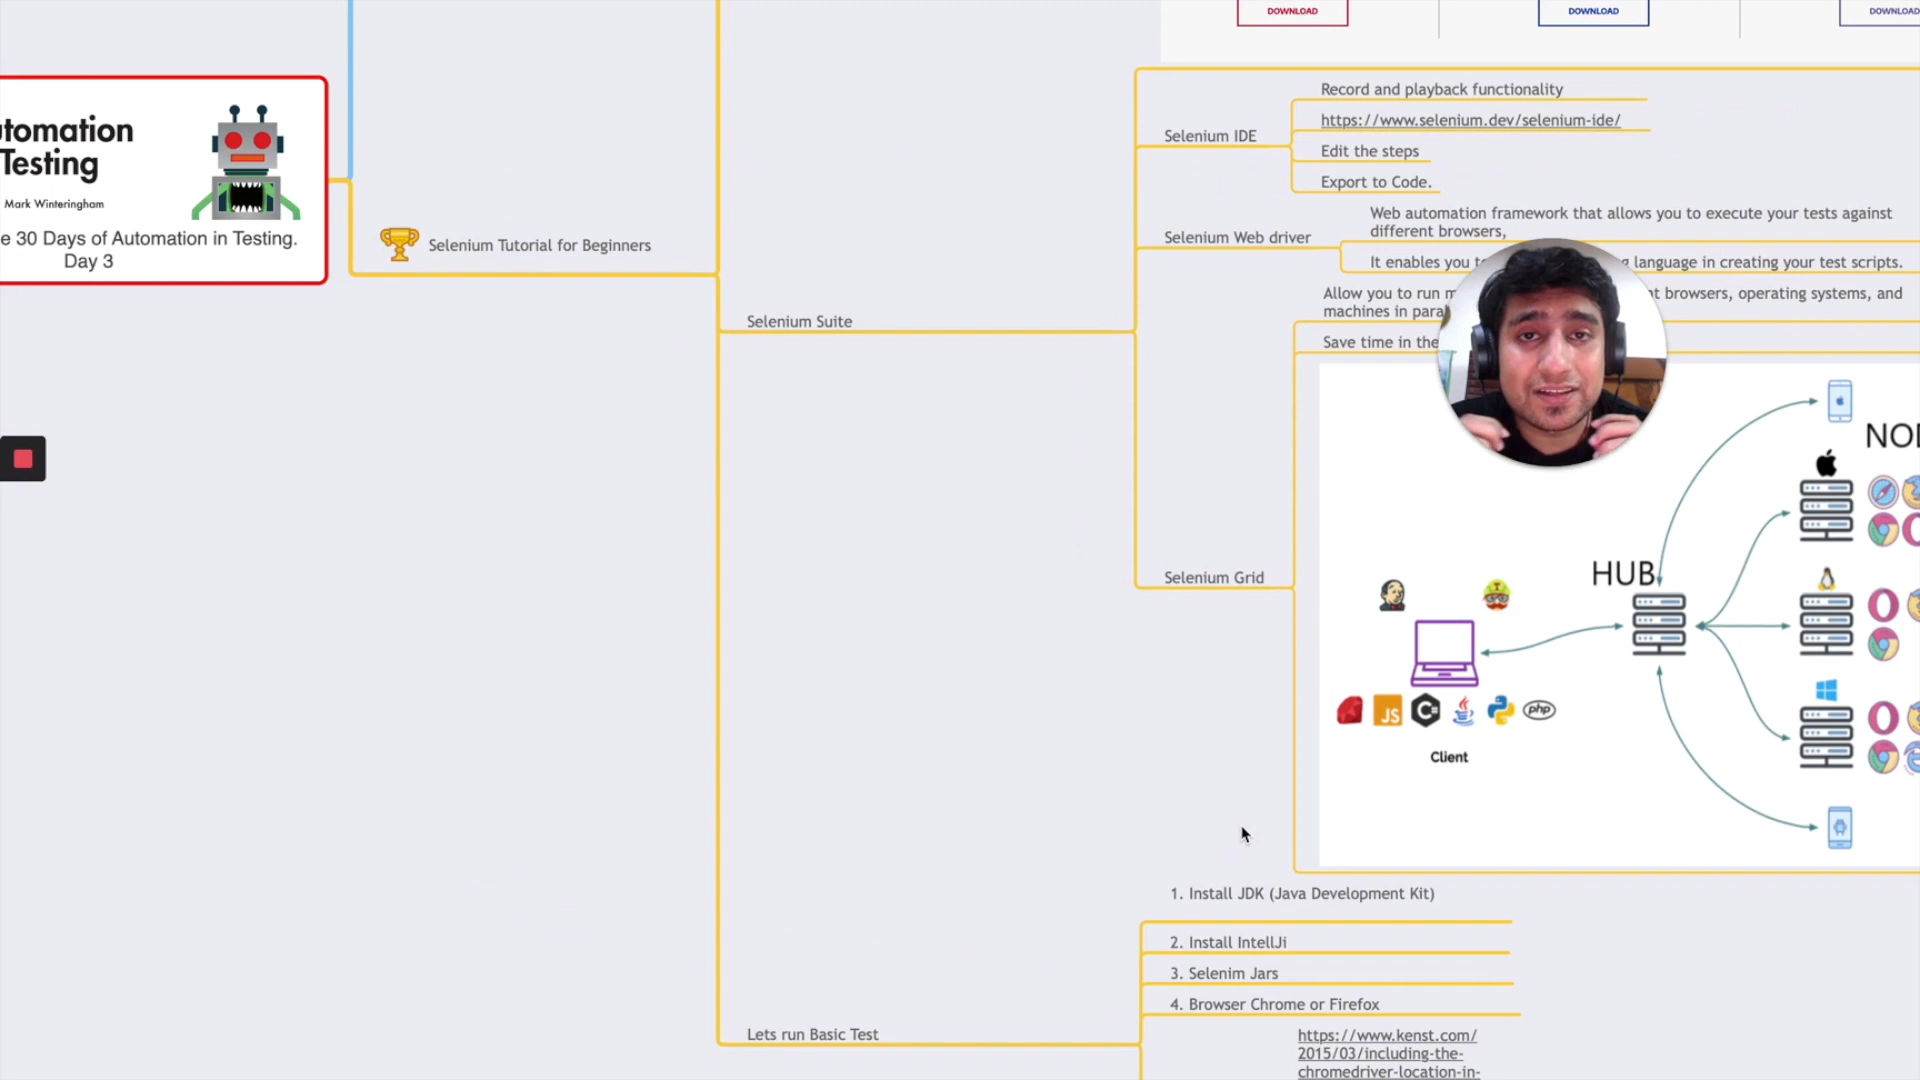 DOWNLOAD
DOWNLOAD
DOWNLOAD
tomation
Testing
Mark Winteringham
e 30 Days of Automation in Testing.
Day 3
Selenium Tutorial for Beginners
Selenium Suite
Selenium IDE
Record and playback functionality
https://www.selenium.dev/selenium-ide/
Edit the steps
Export to Code.
Selenium Web driver
Web automation framework that allows you to execute your tests against
different browsers,
It enables you
language in creating your test scripts.
Allow you to run
browsers, operating systems, and
machines in
Save time in the
Selenium Grid
HUB
JS
C#
php
Client
1. Install JDK (Java Development Kit)
2. Install IntellJi
3. Selenim Jars
4. Browser Chrome or Firefox
Lets run Basic Test
https://www.kenst.com/
2015/03/including-the-
chromedriver-location-in-